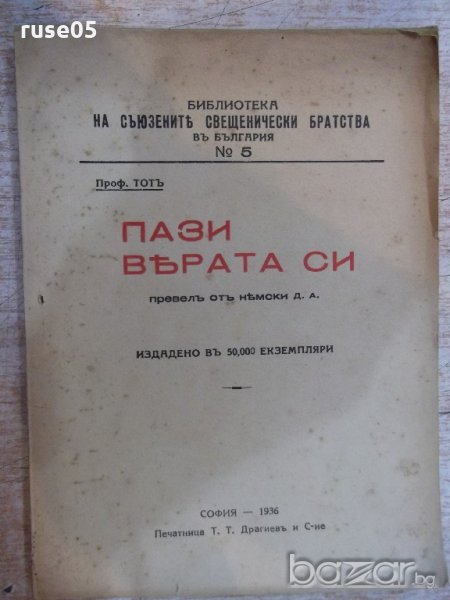 ruse05
БИБЛИОТЕКА
НА СЪЮЗЕНИТѢ СВЕЩЕНИЧЕСКИ БРАТСТВА
ВЪ БЪЛГАРИЯ
№ 5
Проф. ТОТЪ
ПАЗИ
ВѢРАТА СИ
ПРЕВЕЛЪ ОТЪ НѢМСКИ Д. А.
ИЗДАДЕНО ВЪ 50,000 ЕКЗЕМПЛЯРИ
СОФИЯ — 1936
Печатница Т. Т. Драгиевъ и С-ие
bazar.бг